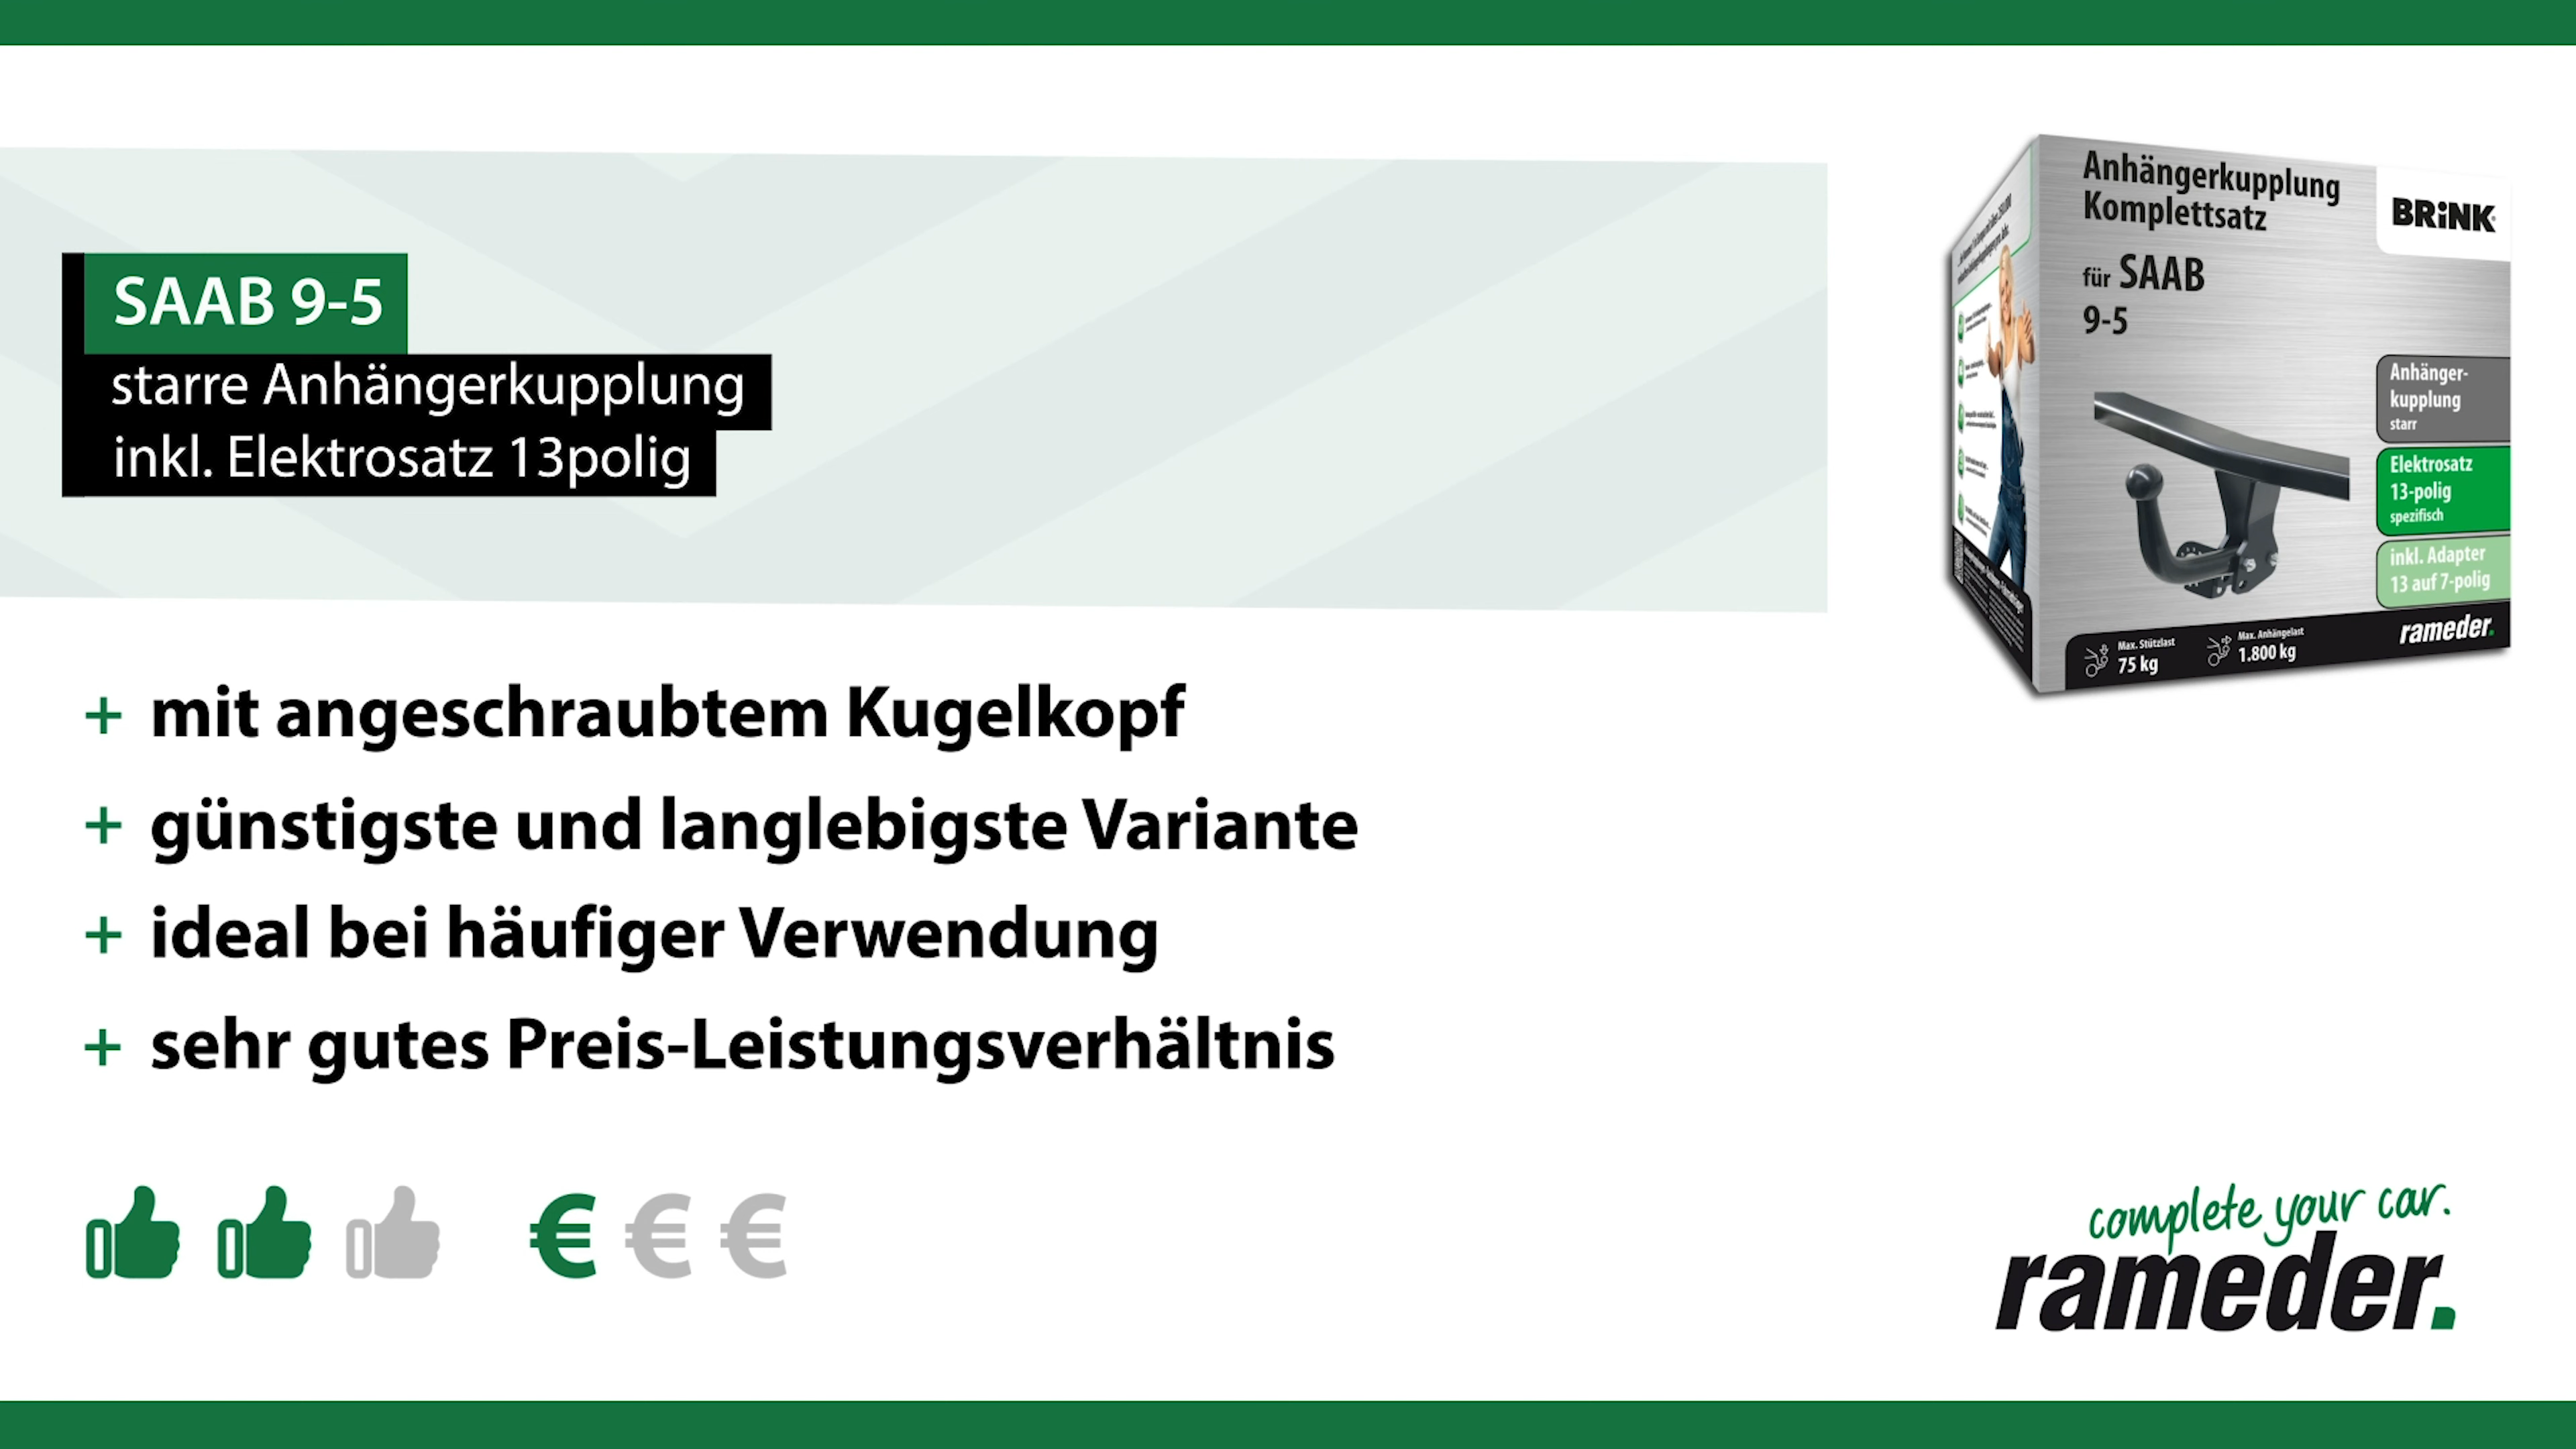 SAAB 9-5
starre Anhängerkupplung
inkl. Elektrosatz 13polig
Anhängerkupplung
Komplettsatz
BRiNK
für SAAB
9-5
Anhänger-
kupplung
starr
Elektrosatz
13-polig
spezifisch
inkl. Adapter
13 auf 7-polig
Max. Stützlast
75 kg
Max. Anhängelast
1.800 kg
rameder.
+ mit angeschraubtem Kugelkopf
+ günstigste und langlebigste Variante
+ ideal bei häufiger Verwendung
+ sehr gutes Preis-Leistungsverhältnis
€ € €
complete your car.
rameder.